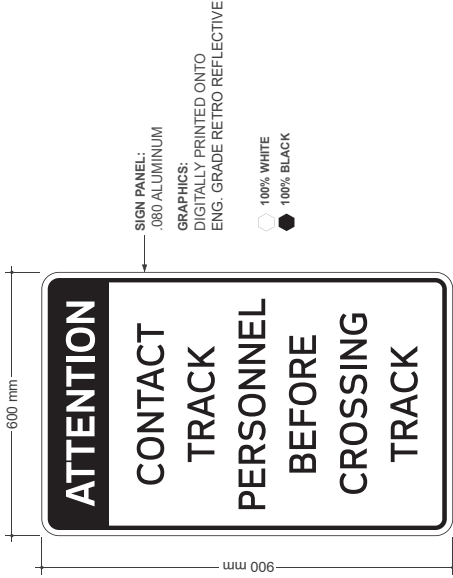 600 mm
900 mm
ATTENTION
CONTACT
TRACK
PERSONNEL
BEFORE
CROSSING
TRACK
SIGN PANEL:
.080 ALUMINUM
GRAPHICS:
DIGITALLY PRINTED ONTO
ENG. GRADE RETRO REFLECTIVE
100% WHITE
100% BLACK